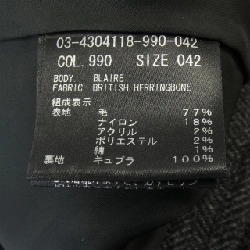 03-4304118-990-042
COL.990 SIZE 042
BODY. BLAIRE
FABRIC BRITISH HERRINGBONE
組成表示
表地 毛 77%
ナイロン 18%
アクリル 2%
ポリエステル 2%
綿 1%
裏地 キュプラ 100%